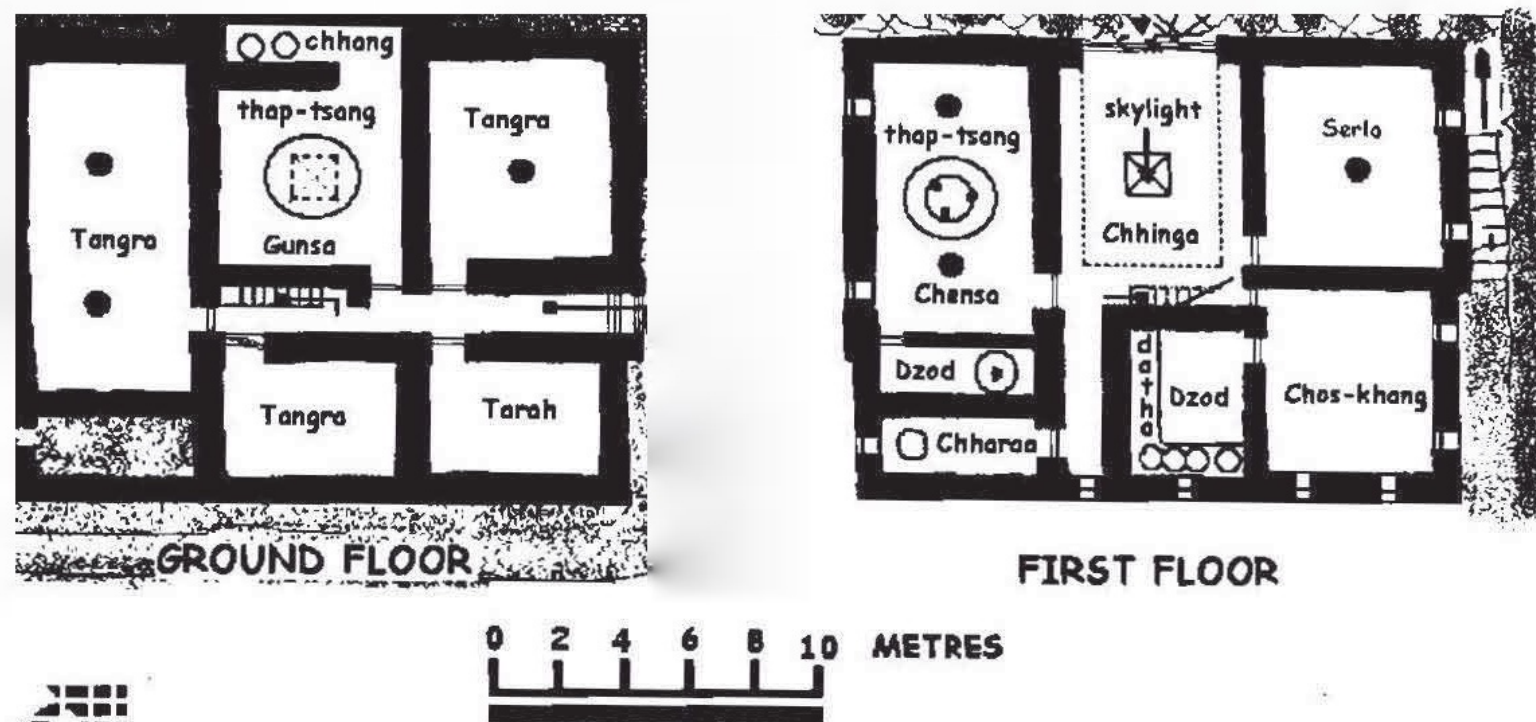 chhang
thap-tsang
Tangra
Tangra
Gunsa
Tangra
Tarah
GROUND FLOOR
skylight
thap-tsang
Serlo
Chhinga
Chensa
Dzod
datho
Dzod
Chos-khang
Chharaa
FIRST FLOOR
0 2 4 6 8 10 METRES